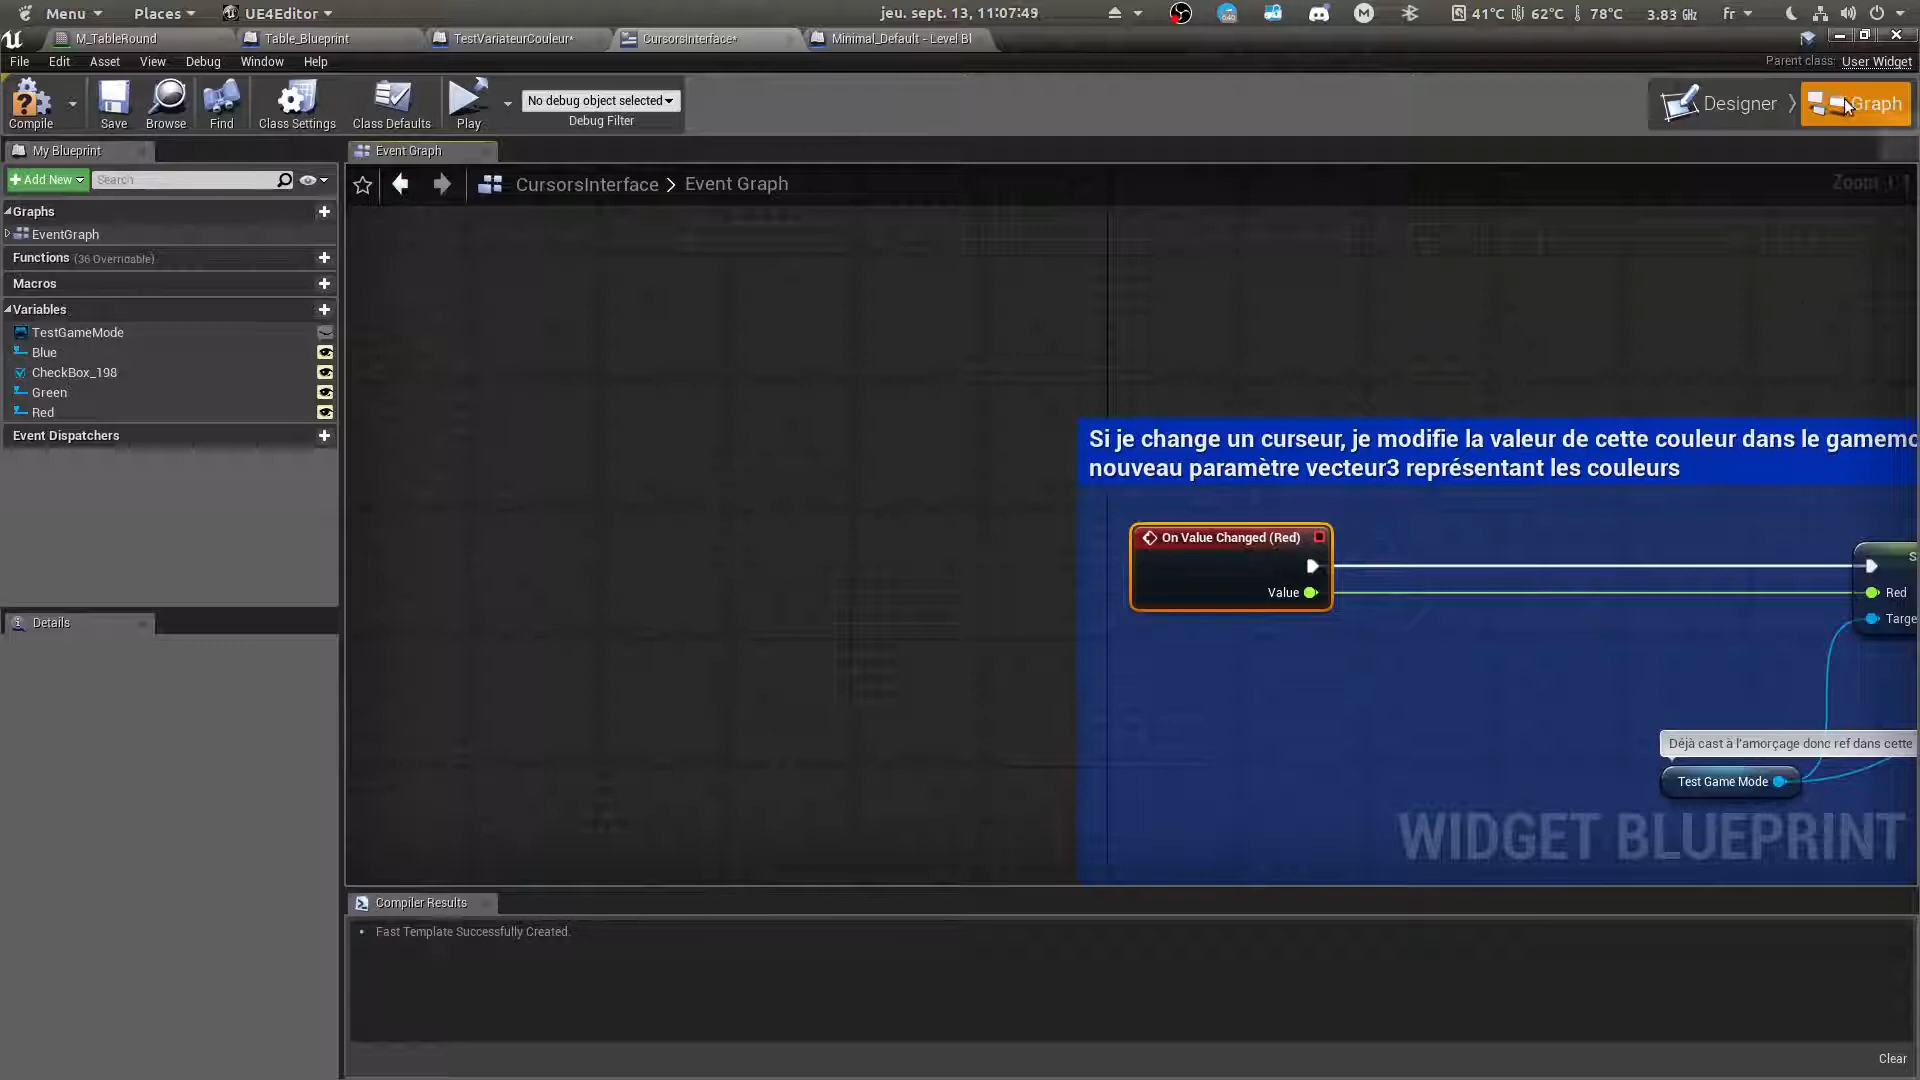 Menu Places UE4Editor jeu. sept. 13, 11:07:49 M 41°C 62°C 78°C 3.83 GHz fr
M_TableRound Table_Blueprint TestVariateurCouleur* CursorsInterface* Minimal_Default - Level Bl
File Edit Asset View Debug Window Help Parent class: User Widget
Compile Save Browse Find Class Settings Class Defaults Play
No debug object selected
Debug Filter
Designer Graph
My Blueprint Event Graph
Add New Search CursorsInterface > Event Graph Zoom
Graphs
EventGraph
Functions (36 Overridable)
Macros
Variables
TestGameMode
Blue
CheckBox_198
Green
Red
Event Dispatchers
Details
Si je change un curseur, je modifie la valeur de cette couleur dans le gamemo
nouveau paramètre vecteur3 représentant les couleurs
On Value Changed (Red)
Value
S
Red
Targe
Déjà cast à l'amorçage donc ref dans cette
Test Game Mode
WIDGET BLUEPRINT
Compiler Results
• Fast Template Successfully Created.
Clear